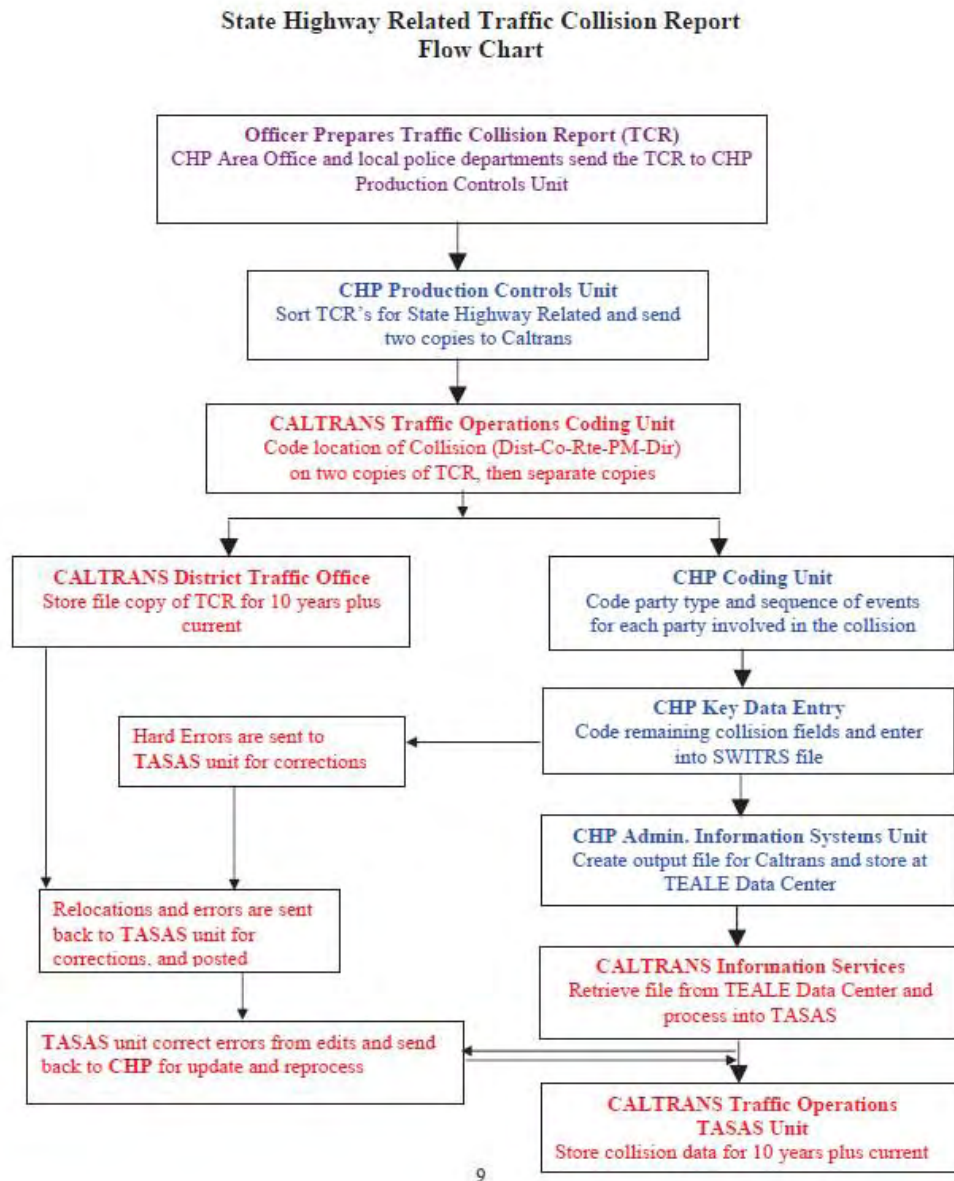 State Highway Related Traffic Collision Report
Flow Chart
Officer Prepares Traffic Collision Report (TCR)
CHP Area Office and local police departments send the TCR to CHP
Production Controls Unit
CHP Production Controls Unit
Sort TCR's for State Highway Related and send
two copies to Caltrans
CALTRANS Traffic Operations Coding Unit
Code location of Collision (Dist-Co-Rte-PM-Dir)
on two copies of TCR, then separate copies
CALTRANS District Traffic Office
Store file copy of TCR for 10 years plus
current
CHP Coding Unit
Code party type and sequence of events
for each party involved in the collision
CHP Key Data Entry
Code remaining collision fields and enter
into SWITRS file
Hard Errors are sent to
TASAS unit for corrections
CHP Admin. Information Systems Unit
Create output file for Caltrans and store at
TEALE Data Center
Relocations and errors are sent
back to TASAS unit for
corrections, and posted
CALTRANS Information Services
Retrieve file from TEALE Data Center and
process into TASAS
TASAS unit correct errors from edits and send
back to CHP for update and reprocess
CALTRANS Traffic Operations
TASAS Unit
Store collision data for 10 years plus current
9